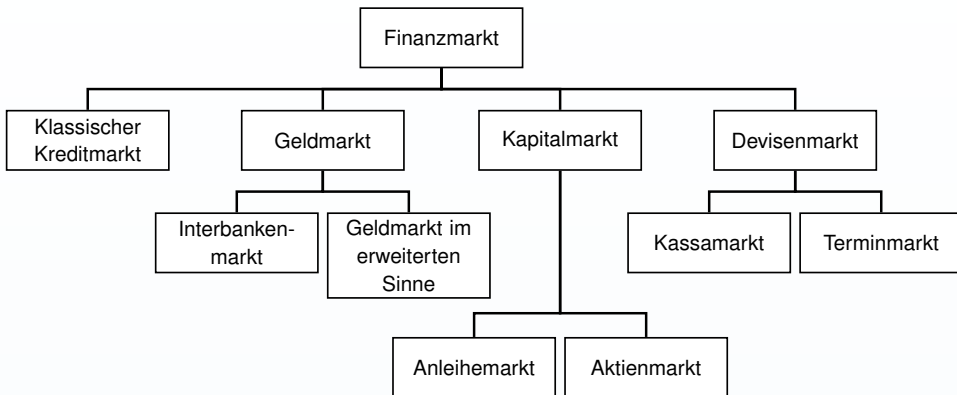 Finanzmarkt
Klassischer
Kreditmarkt
Geldmarkt
Kapitalmarkt
Devisenmarkt
Interbanken-
markt
Geldmarkt im
erweiterten
Sinne
Kassamarkt
Terminmarkt
Anleihemarkt
Aktienmarkt